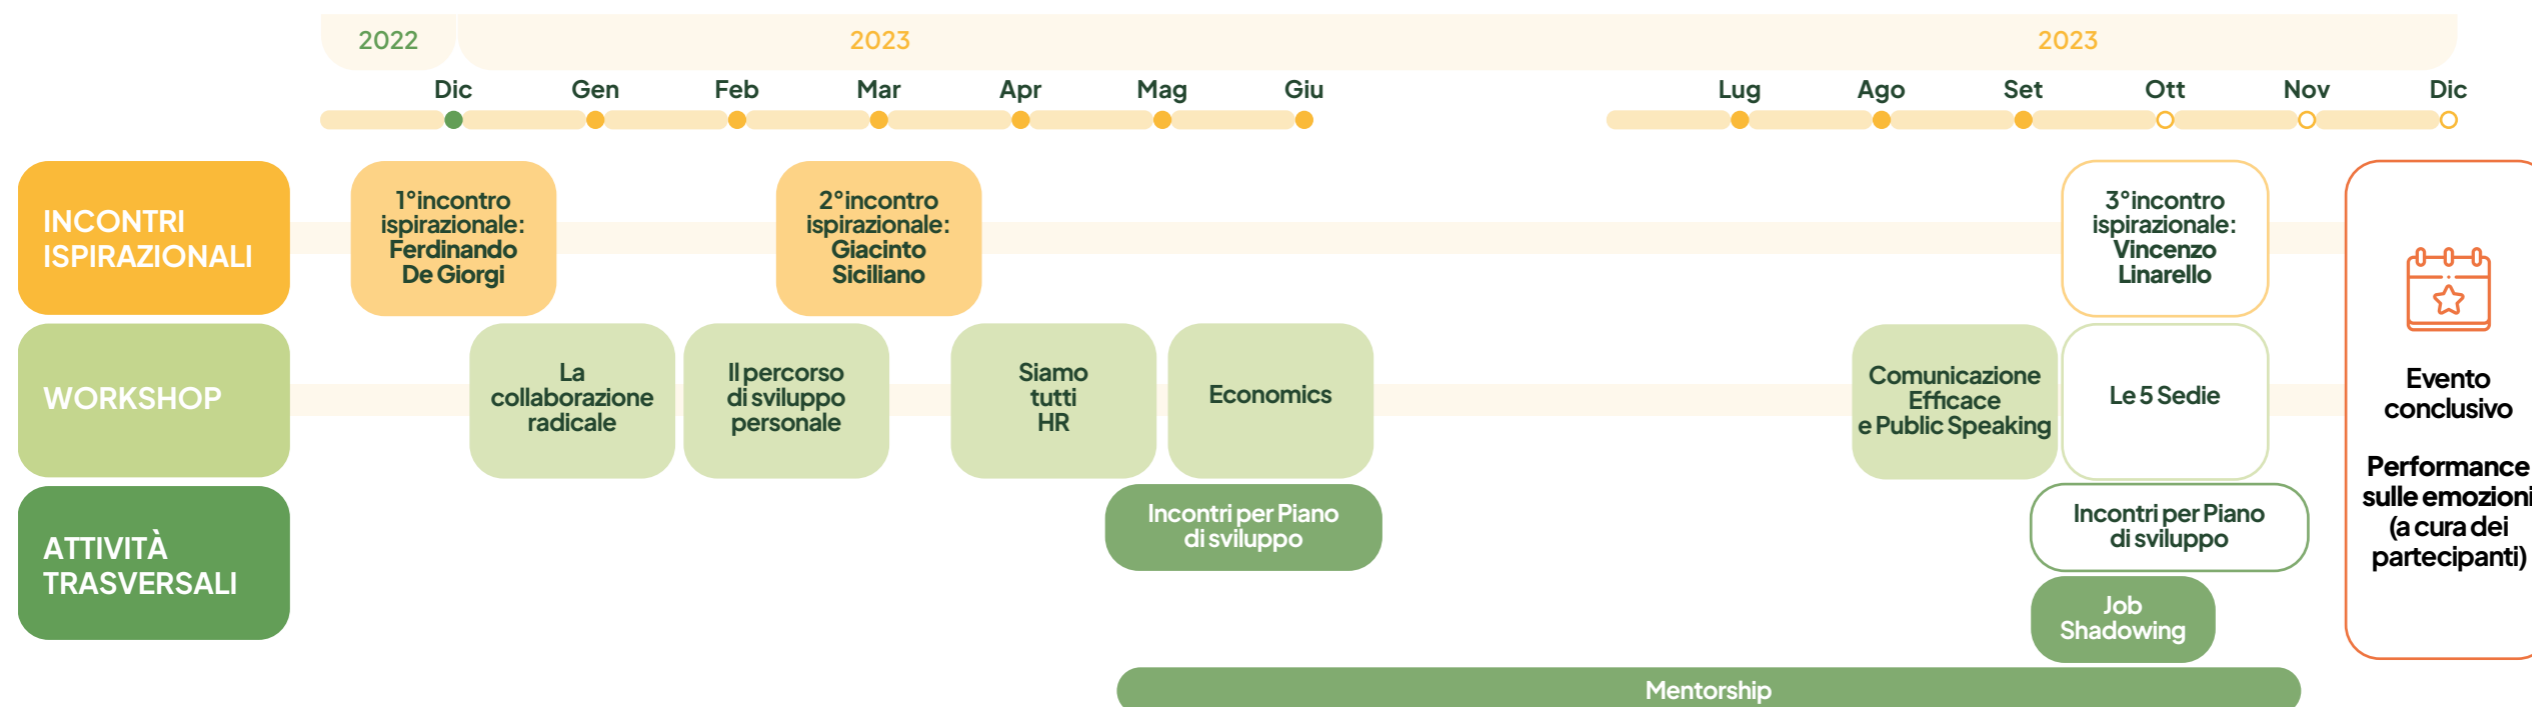 2022
2023
2023
Dic
Gen
Feb
Mar
Apr
Mag
Giu
Lug
Ago
Set
Ott
Nov
Dic
INCONTRI
ISPIRAZIONALI
1°incontro
ispirazionale:
Ferdinando
De Giorgi
2°incontro
ispirazionale:
Giacinto
Siciliano
3°incontro
ispirazionale:
Vincenzo
Linarello
WORKSHOP
La
collaborazione
radicale
Il percorso
di sviluppo
personale
Siamo
tutti
HR
Economics
Comunicazione
Efficace
e Public Speaking
Le 5 Sedie
ATTIVITÀ
TRASVERSALI
Incontri per Piano
di sviluppo
Incontri per Piano
di sviluppo
Job
Shadowing
Mentorship
Evento
conclusivo
Performance
sulle emozioni
(a cura dei
partecipanti)